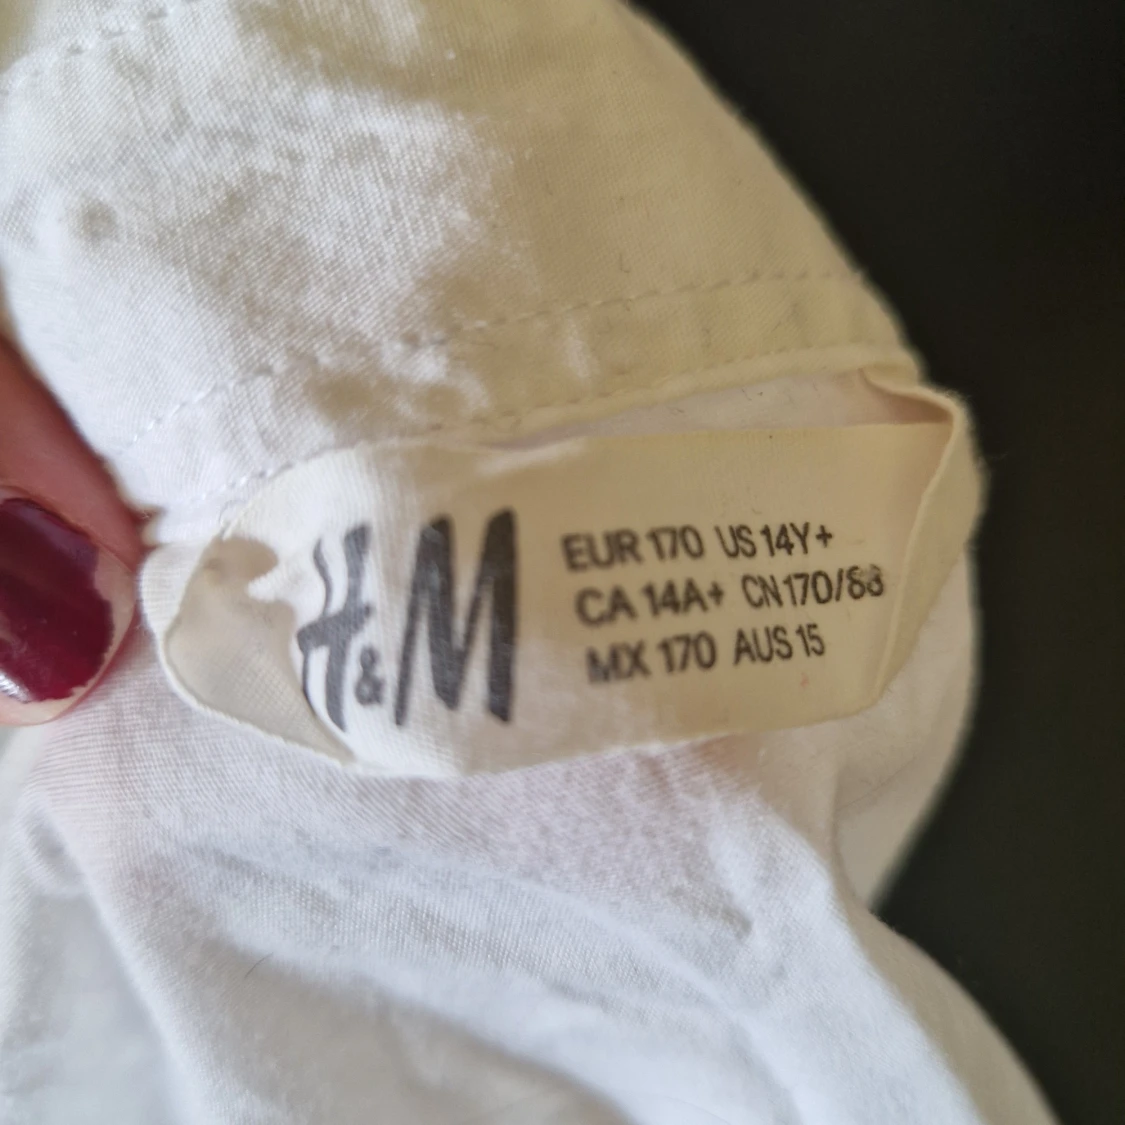 H&M
EUR 170 US 14Y+
CA 14A+ CN 170/88
MX 170 AUS 15